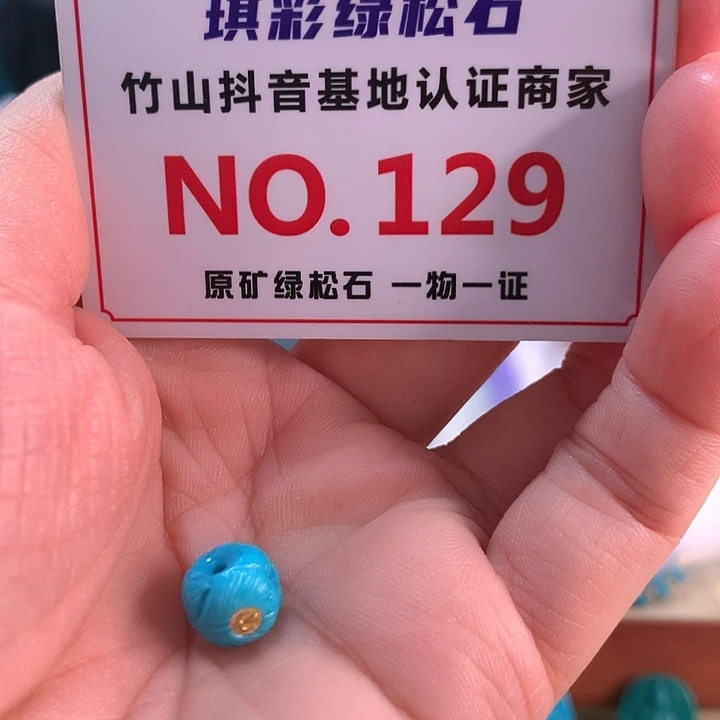 琪彩绿松石
竹山抖音基地认证商家
NO.129
原矿绿松石 一物一证